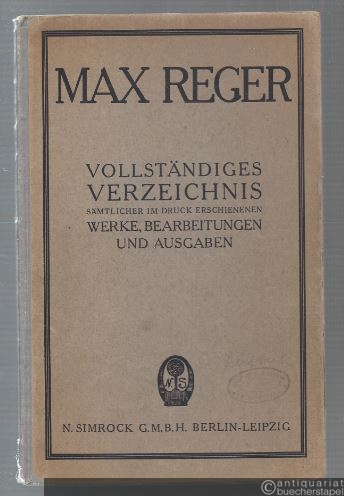 MAX REGER
VOLLSTÄNDIGES
VERZEICHNIS
SÄMTLICHER IM DRUCK ERSCHIENENEN
WERKE, BEARBEITUNGEN
UND AUSGABEN
N S
N. SIMROCK G.M.B.H. BERLIN-LEIPZIG
antiquariat
buecherstapel